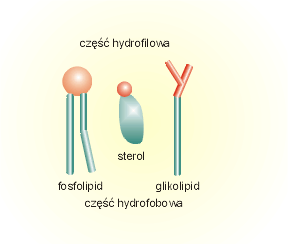 część hydrofilowa
sterol
fosfolipid
glikolipid
część hydrofobowa